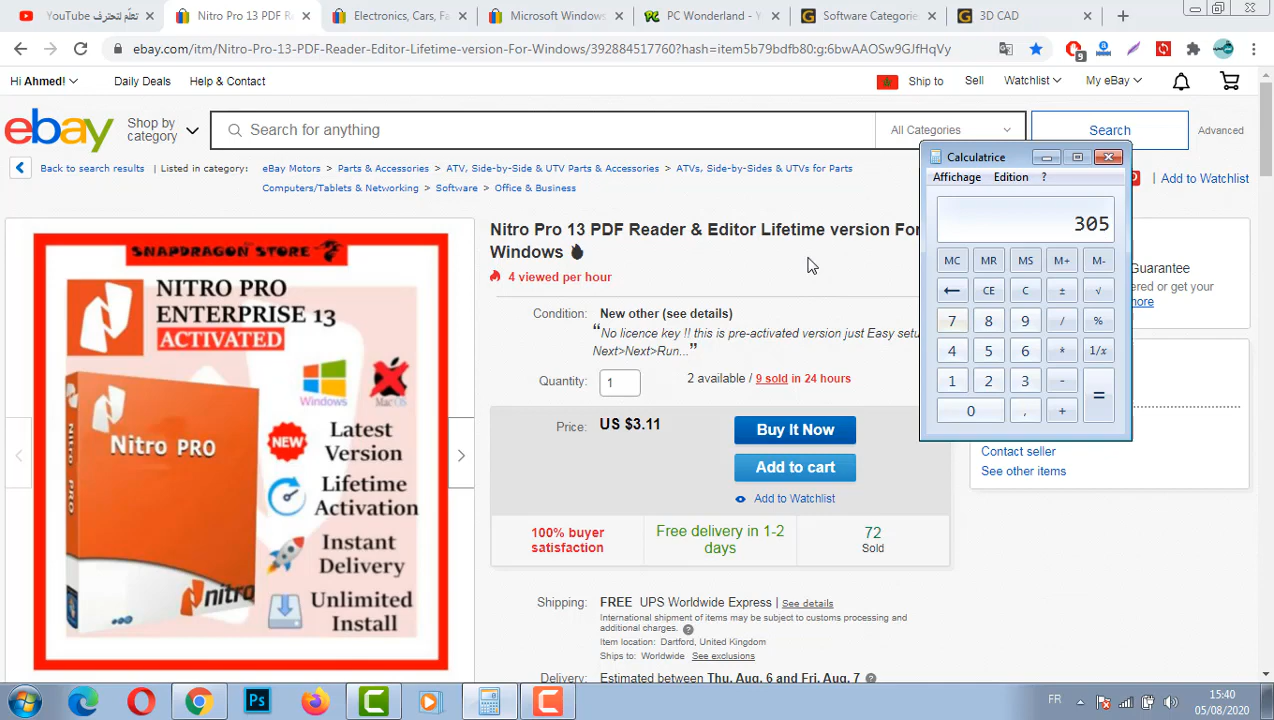 YouTube تعلّم لتحترف
Nitro Pro 13 PDF R
Electronics, Cars, Fa
Microsoft Window
PC Wonderland - Y
Software Categorie
3D CAD
ebay.com/itm/Nitro-Pro-13-PDF-Reader-Editor-Lifetime-version-For-Windows/392884517760?hash=item5b79bdfb80:g:6bwAAOSw9GJfHqVy
9
Hi Ahmed!
Daily Deals
Help & Contact
Ship to
Sell
Watchlist
My eBay
ebay
Shop by
category
Search for anything
All Categories
Search
Advanced
Back to search results
Listed in category:
eBay Motors > Parts & Accessories > ATV, Side-by-Side & UTV Parts & Accessories > ATVs, Side-by-Sides & UTVs for Parts
Computers/Tablets & Networking > Software > Office & Business
Add to Watchlist
SNAPDRAGON STORE
NITRO PRO
ENTERPRISE 13
ACTIVATED
Windows
MacOS
Nitro PRO
Nitro PRO
nitro
NEW
Latest
Version
Lifetime
Activation
Instant
Delivery
Unlimited
Install
Nitro Pro 13 PDF Reader & Editor Lifetime version For
Windows
4 viewed per hour
Condition:
New other (see details)
“No licence key !! this is pre-activated version just Easy setu
Next>Next>Run...”
Quantity:
1
2 available / 9 sold in 24 hours
Price:
US $3.11
Buy It Now
Add to cart
Add to Watchlist
100% buyer
satisfaction
Free delivery in 1-2
days
72
Sold
Shipping:
FREE UPS Worldwide Express | See details
International shipment of items may be subject to customs processing and
additional charges.
Item location: Dartford, United Kingdom
Ships to: Worldwide See exclusions
Delivery:
Estimated between Thu. Aug. 6 and Fri. Aug. 7
Calculatrice
Affichage Edition ?
305
MC MR MS M+ M-
← CE C ± √
7 8 9 / %
4 5 6 * 1/x
1 2 3 - =
0 , +
Guarantee
ered or get your
more
Contact seller
See other items
Ps
FR
15:40
05/08/2020